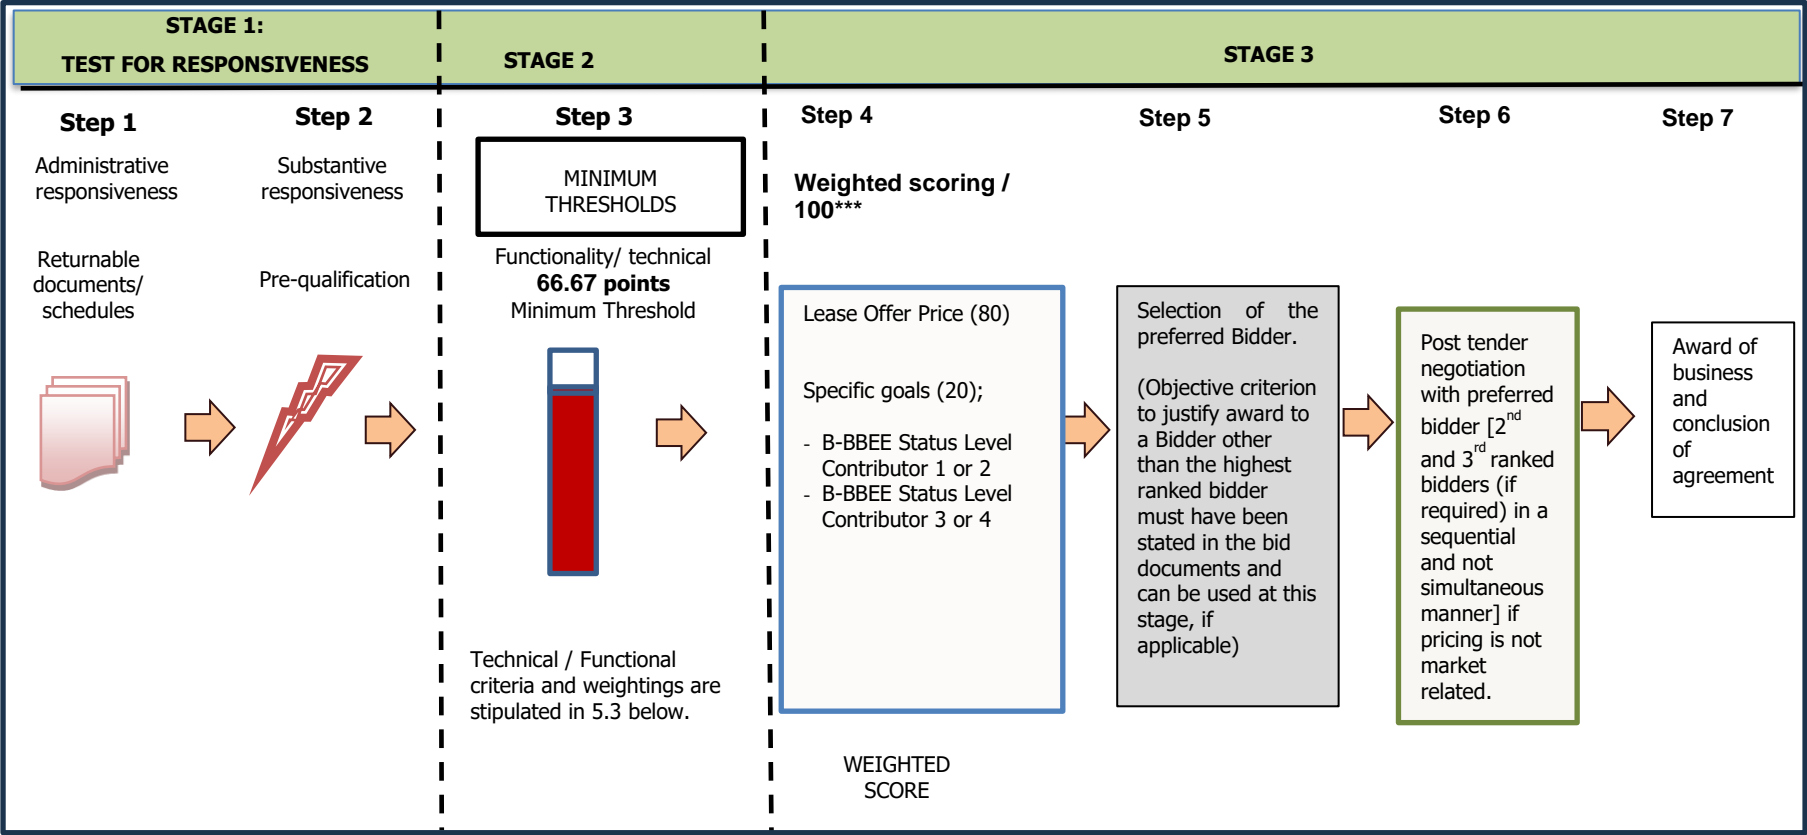 STAGE 1:
TEST FOR RESPONSIVENESS
STAGE 2
STAGE 3
Step 1
Administrative
responsiveness
Returnable
documents/
schedules
Step 2
Substantive
responsiveness
Pre-qualification
Step 3
MINIMUM
THRESHOLDS
Functionality/ technical
66.67 points
Minimum Threshold
Technical / Functional
criteria and weightings are
stipulated in 5.3 below.
Step 4
Weighted scoring /
100***
Lease Offer Price (80)
Specific goals (20);
- B-BBEE Status Level
Contributor 1 or 2
- B-BBEE Status Level
Contributor 3 or 4
WEIGHTED
SCORE
Step 5
Selection of the
preferred Bidder.
(Objective criterion
to justify award to
a Bidder other
than the highest
ranked bidder
must have been
stated in the bid
documents and
can be used at this
stage, if
applicable)
Step 6
Post tender
negotiation
with preferred
bidder [2nd
and 3rd ranked
bidders (if
required) in a
sequential
and not
simultaneous
manner] if
pricing is not
market
related.
Step 7
Award of
business
and
conclusion
of
agreement